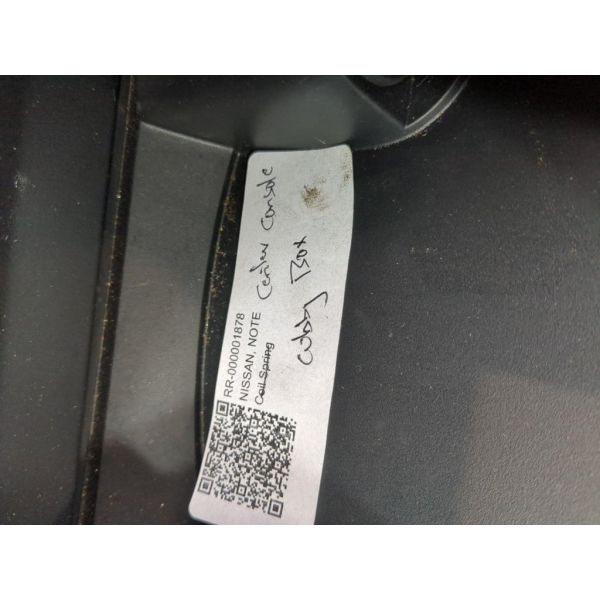 RR-000001878
NISSAN, NOTE
Coil Spring Center Console
cubby Box